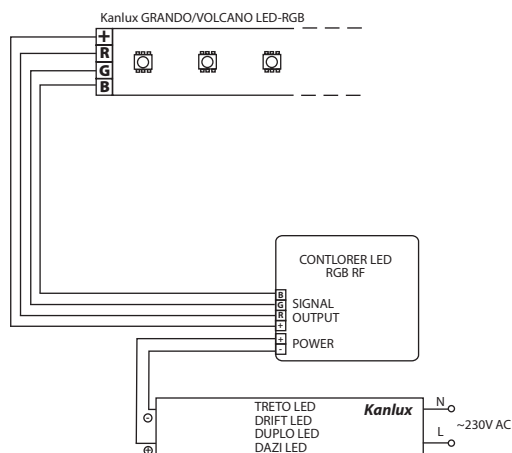 Kanlux GRANDO/VOLCANO LED-RGB
+
R
G
B
CONTLORER LED
RGB RF
B
G
R
+
SIGNAL
OUTPUT
+
-
POWER
TRETO LED
DRIFT LED
DUPLO LED
DAZI LED
Kanlux
-
+
N
L
~230V AC